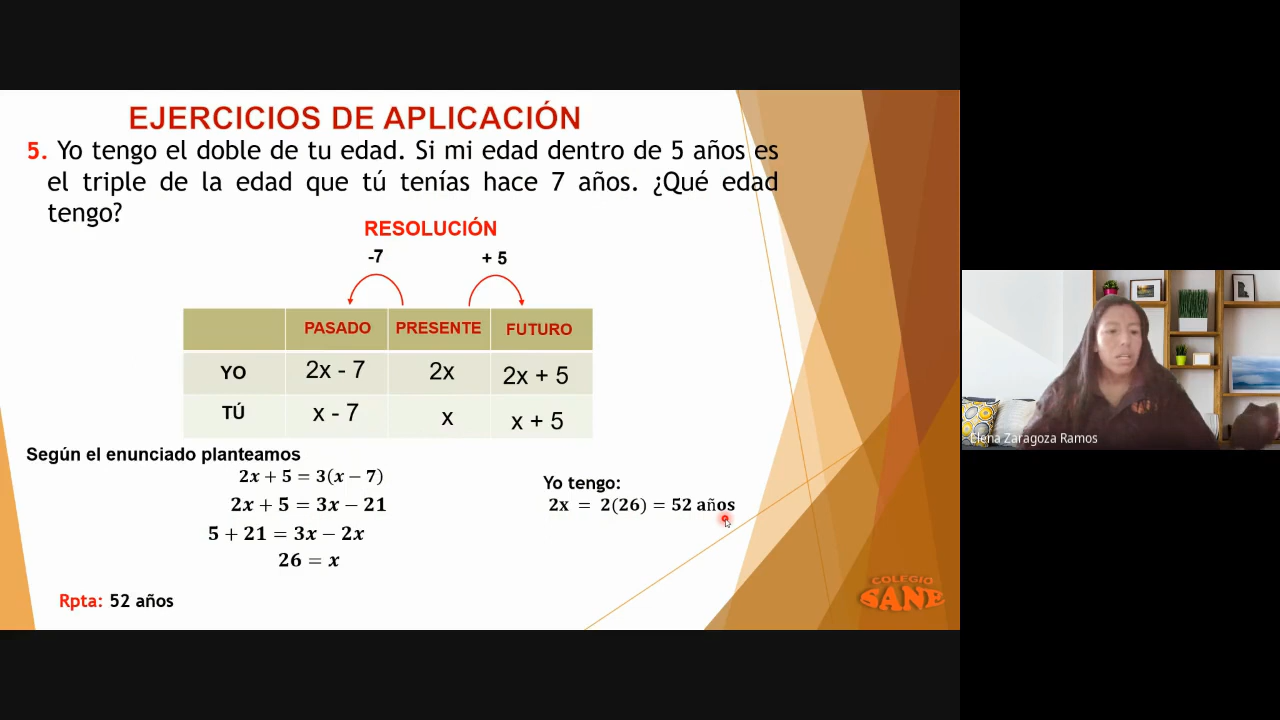 EJERCICIOS DE APLICACIÓN
5. Yo tengo el doble de tu edad. Si mi edad dentro de 5 años es
el triple de la edad que tú tenías hace 7 años. ¿Qué edad
tengo?
RESOLUCIÓN
-7
+ 5
PASADO PRESENTE FUTURO
YO 2x - 7 2x 2x + 5
TÚ x - 7 x x + 5
Según el enunciado planteamos
2x + 5 = 3(x − 7)
2x + 5 = 3x − 21
5 + 21 = 3x − 2x
26 = x
Yo tengo:
2x = 2(26) = 52 años
Rpta: 52 años
COLEGIO
SANE
Elena Zaragoza Ramos